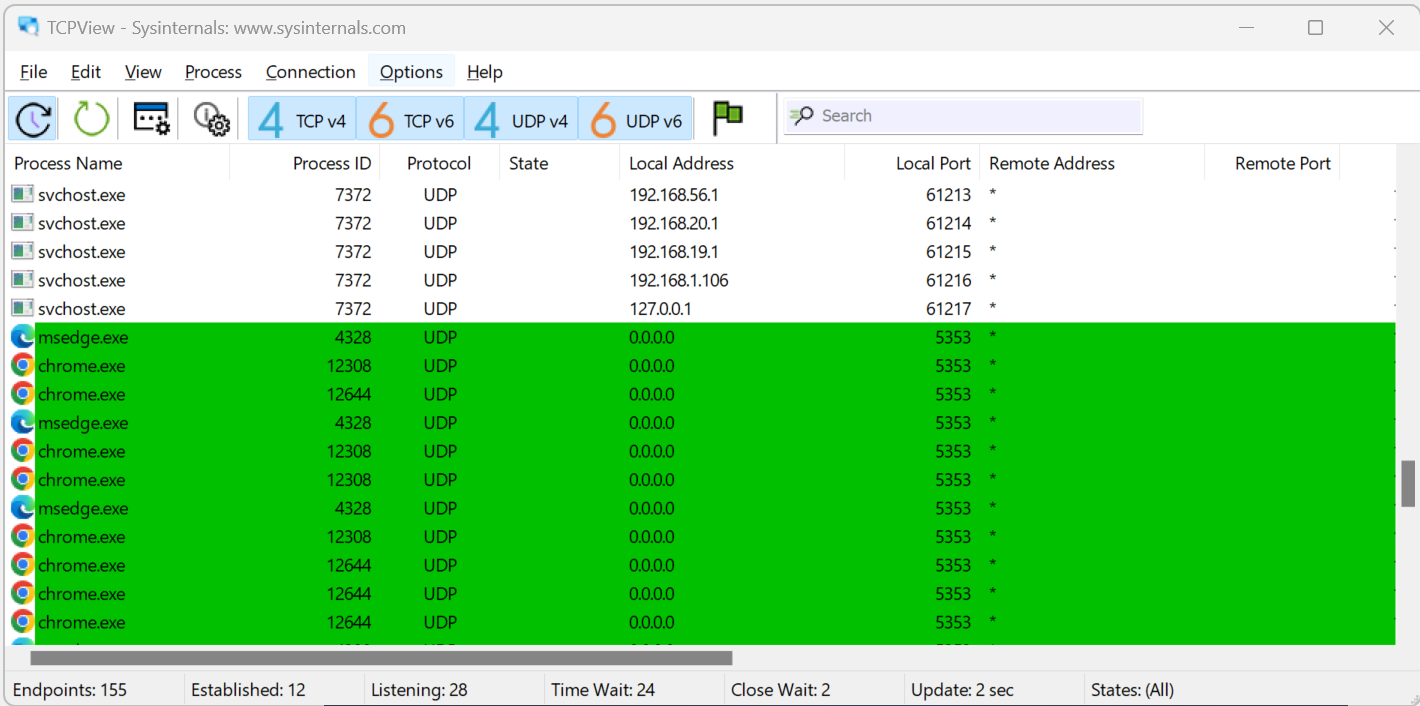 TCPView - Sysinternals: www.sysinternals.com
File Edit View Process Connection Options Help
4 TCP v4 6 TCP v6 4 UDP v4 6 UDP v6 Search
Process Name Process ID Protocol State Local Address Local Port Remote Address Remote Port
svchost.exe 7372 UDP 192.168.56.1 61213 *
svchost.exe 7372 UDP 192.168.20.1 61214 *
svchost.exe 7372 UDP 192.168.19.1 61215 *
svchost.exe 7372 UDP 192.168.1.106 61216 *
svchost.exe 7372 UDP 127.0.0.1 61217 *
msedge.exe 4328 UDP 0.0.0.0 5353 *
chrome.exe 12308 UDP 0.0.0.0 5353 *
chrome.exe 12644 UDP 0.0.0.0 5353 *
msedge.exe 4328 UDP 0.0.0.0 5353 *
chrome.exe 12308 UDP 0.0.0.0 5353 *
chrome.exe 12308 UDP 0.0.0.0 5353 *
msedge.exe 4328 UDP 0.0.0.0 5353 *
chrome.exe 12308 UDP 0.0.0.0 5353 *
chrome.exe 12644 UDP 0.0.0.0 5353 *
chrome.exe 12644 UDP 0.0.0.0 5353 *
chrome.exe 12644 UDP 0.0.0.0 5353 *
Endpoints: 155 Established: 12 Listening: 28 Time Wait: 24 Close Wait: 2 Update: 2 sec States: (All)